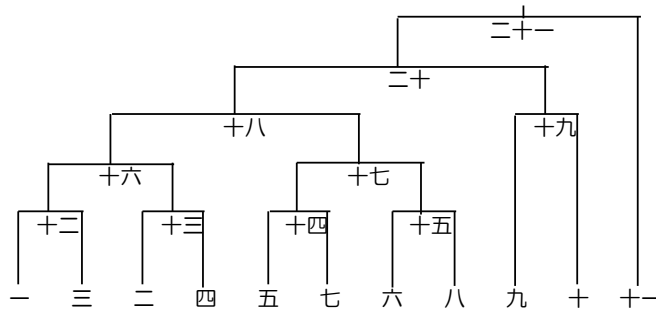 二十一
二十
十八 十九
十六 十七
十二 十三 十四 十五
一 三 二 四 五 七 六 八 九 十 十一